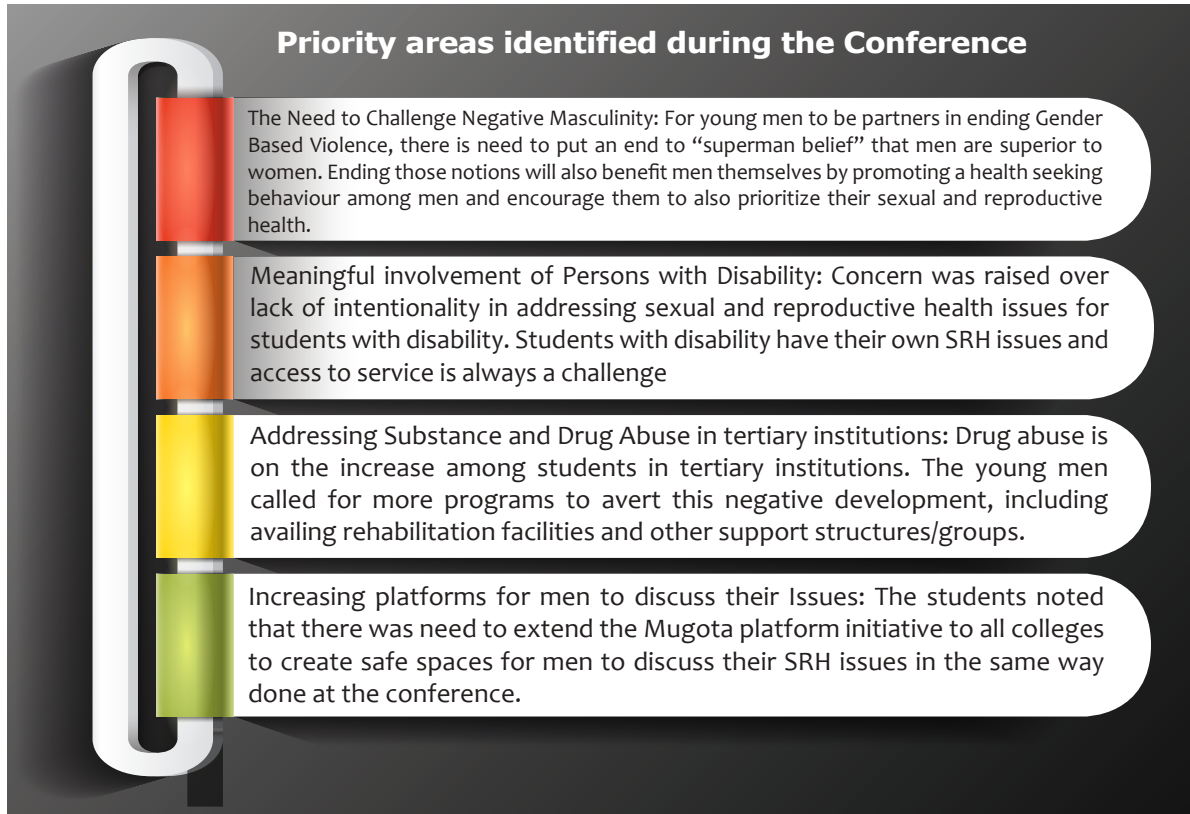 Priority areas identified during the Conference
The Need to Challenge Negative Masculinity: For young men to be partners in ending Gender
Based Violence, there is need to put an end to “superman belief” that men are superior to
women. Ending those notions will also benefit men themselves by promoting a health seeking
behaviour among men and encourage them to also prioritize their sexual and reproductive
health.
Meaningful involvement of Persons with Disability: Concern was raised over
lack of intentionality in addressing sexual and reproductive health issues for
students with disability. Students with disability have their own SRH issues and
access to service is always a challenge
Addressing Substance and Drug Abuse in tertiary institutions: Drug abuse is
on the increase among students in tertiary institutions. The young men
called for more programs to avert this negative development, including
availing rehabilitation facilities and other support structures/groups.
Increasing platforms for men to discuss their Issues: The students noted
that there was need to extend the Mugota platform initiative to all colleges
to create safe spaces for men to discuss their SRH issues in the same way
done at the conference.